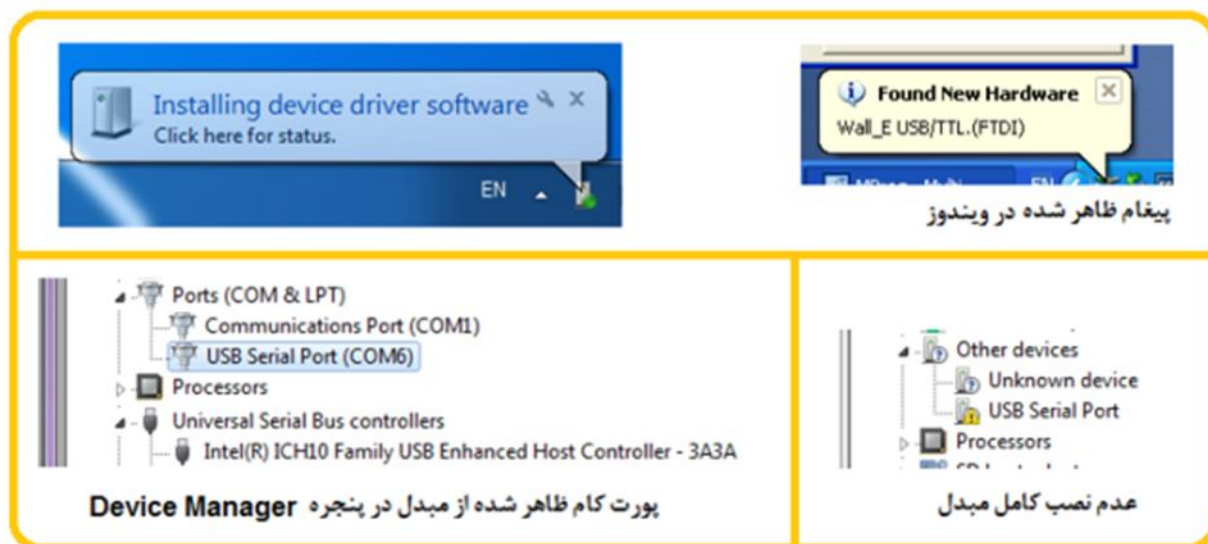 Installing device driver software
Click here for status.
EN
Found New Hardware
Wall_E USB/TTL.(FTDI)
EN
پیغام ظاهر شده در ویندوز
Ports (COM & LPT)
Communications Port (COM1)
USB Serial Port (COM6)
Processors
Universal Serial Bus controllers
Intel(R) ICH10 Family USB Enhanced Host Controller - 3A3A
پورت کام ظاهر شده از مبدل در پنجره Device Manager
Other devices
Unknown device
USB Serial Port
Processors
عدم نصب کامل مبدل